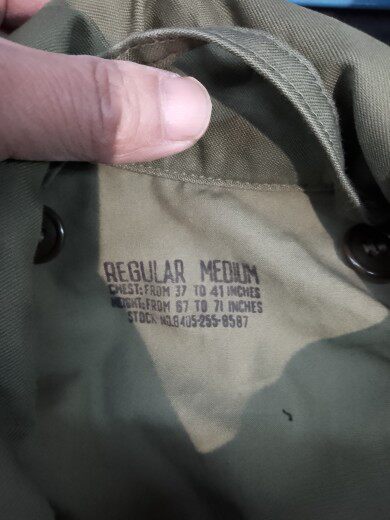 REGULAR MEDIUM
CHEST: FROM 37 TO 41 INCHES
HEIGHT: FROM 67 TO 71 INCHES
STOCK NO. 8405-255-8587